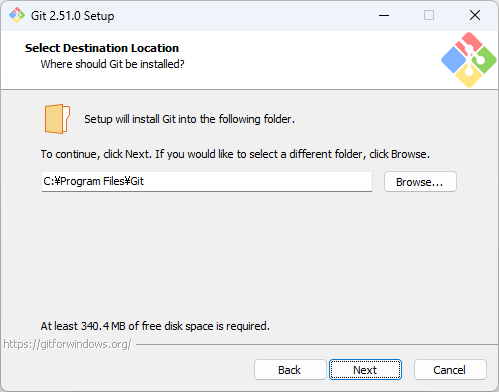 Git 2.51.0 Setup
Select Destination Location
Where should Git be installed?
Setup will install Git into the following folder.
To continue, click Next. If you would like to select a different folder, click Browse.
C:¥Program Files¥Git
Browse...
At least 340.4 MB of free disk space is required.
https://gitforwindows.org/
Back
Next
Cancel